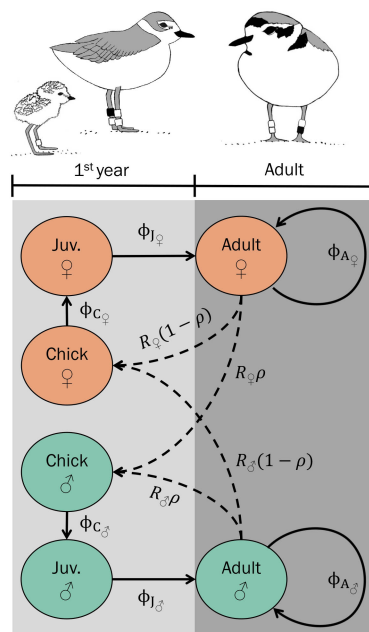 1st year
Adult
Juv.
♀
ϕJ♀
Adult
♀
ϕA♀
ϕC♀
R♀(1 − ρ)
Chick
♀
R♀ρ
Chick
♂
R♂(1 − ρ)
R♂ρ
ϕC♂
Juv.
♂
ϕJ♂
Adult
♂
ϕA♂